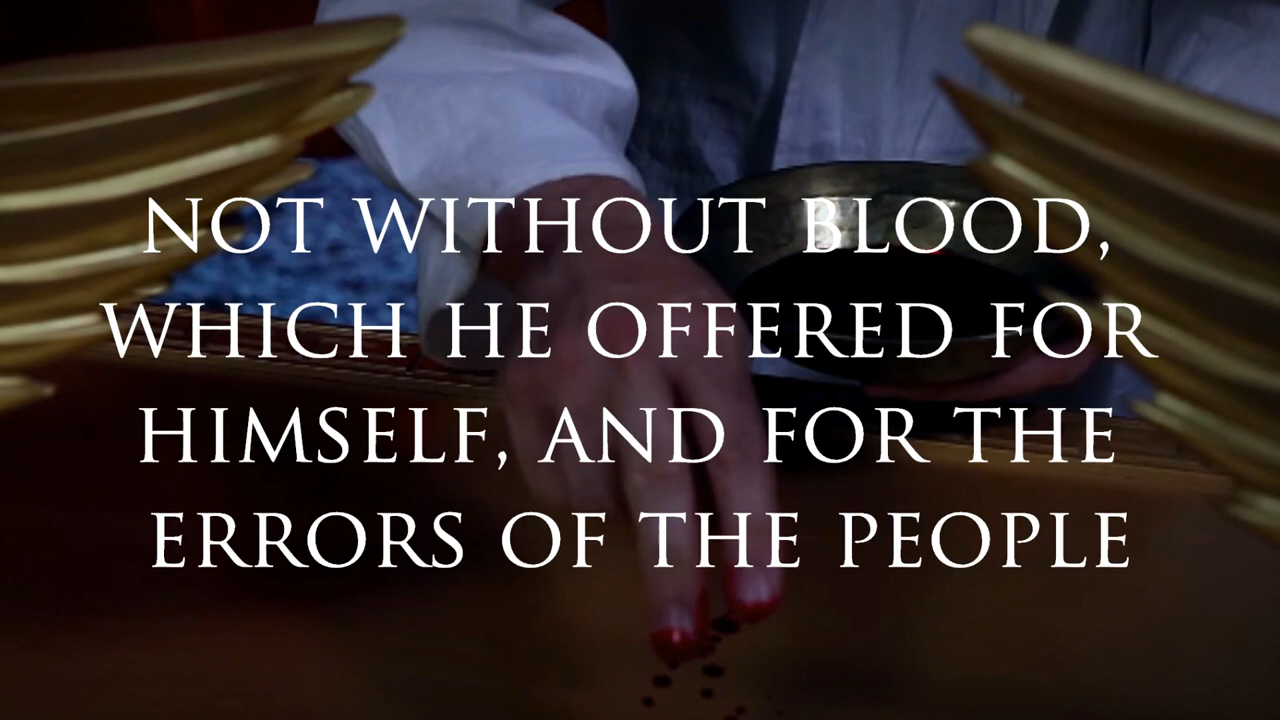 NOT WITHOUT BLOOD,
WHICH HE OFFERED FOR
HIMSELF, AND FOR THE
ERRORS OF THE PEOPLE